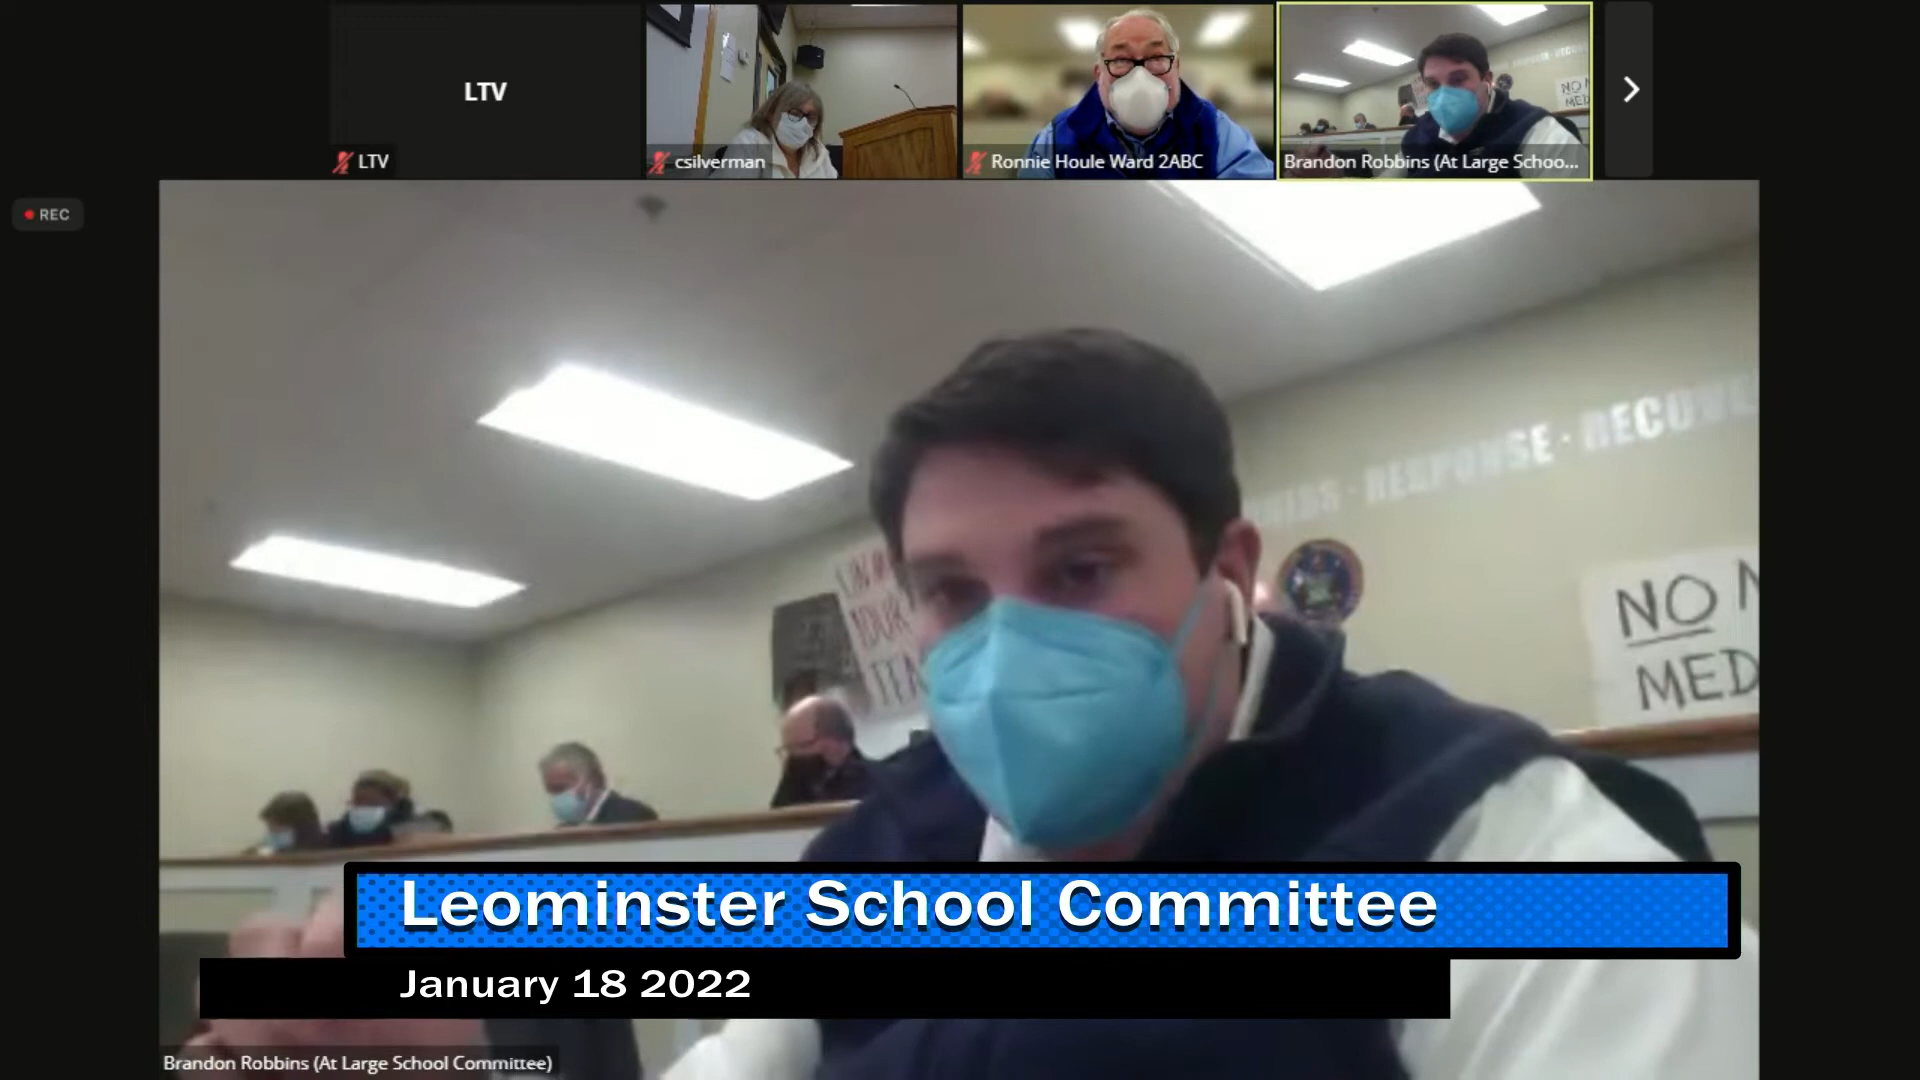 LTV
LTV
csilverman
Ronnie Houle Ward 2ABC
Brandon Robbins (At Large Schoo...
REC
RESPONSE
NO
MED
YOUR
Leominster School Committee
January 18 2022
Brandon Robbins (At Large School Committee)